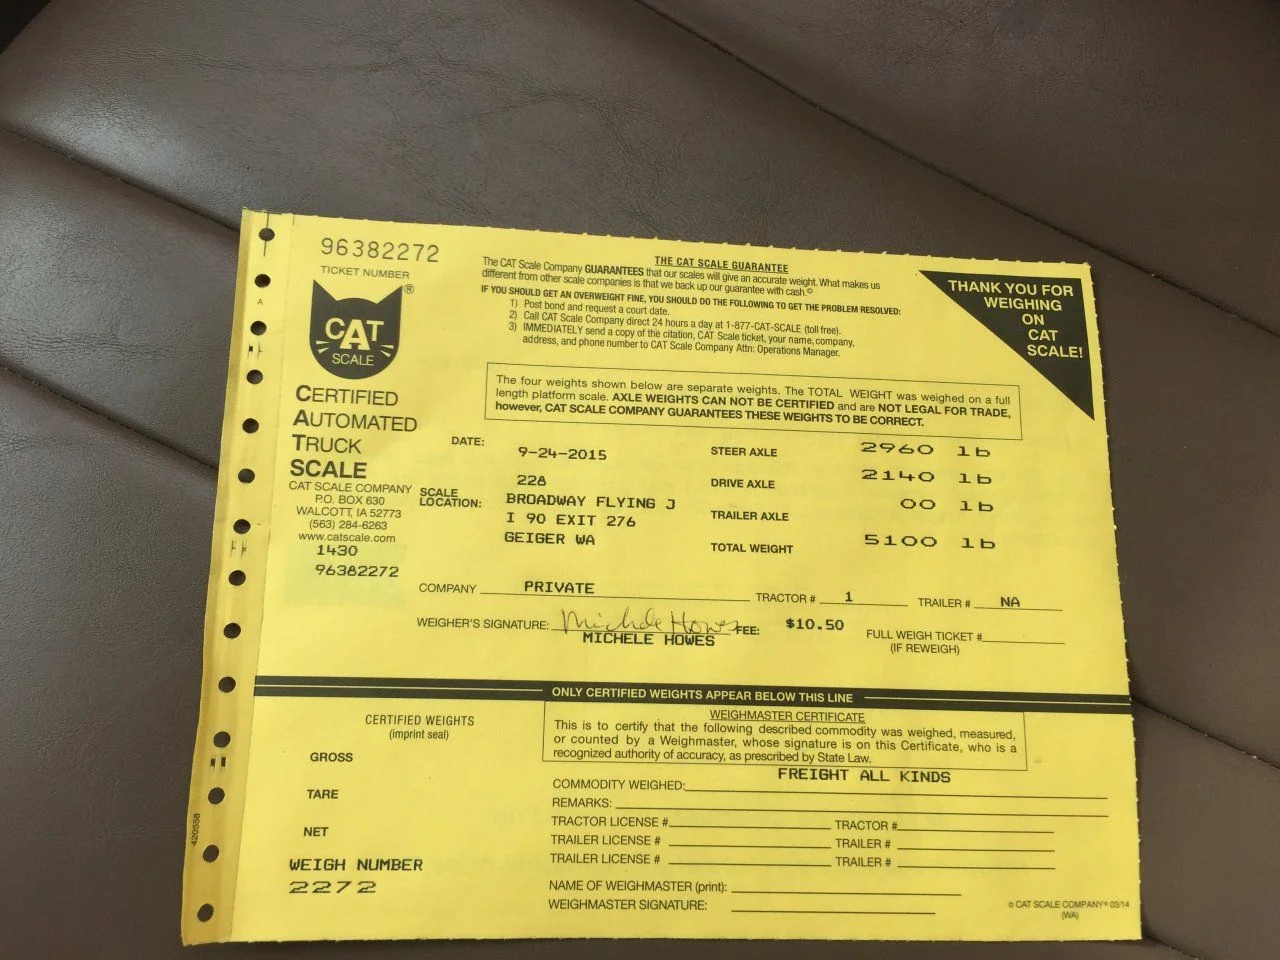 96382272
TICKET NUMBER
CAT
SCALE
®
CERTIFIED
AUTOMATED
TRUCK
SCALE
CAT SCALE COMPANY
P.O. BOX 630
WALCOTT, IA 52773
(563) 284-6263
www.catscale.com
1430
96382272
THE CAT SCALE GUARANTEE
The CAT Scale Company GUARANTEES that our scales will give an accurate weight. What makes us
different from other scale companies is that we back up our guarantee with cash.©
IF YOU SHOULD GET AN OVERWEIGHT FINE, YOU SHOULD DO THE FOLLOWING TO GET THE PROBLEM RESOLVED:
1) Post bond and request a court date.
2) Call CAT Scale Company direct 24 hours a day at 1-877-CAT-SCALE (toll free).
3) IMMEDIATELY send a copy of the citation, CAT Scale ticket, your name, company,
address, and phone number to CAT Scale Company Attn: Operations Manager.
THANK YOU FOR
WEIGHING
ON
CAT
SCALE!
The four weights shown below are separate weights. The TOTAL WEIGHT was weighed on a full
length platform scale. AXLE WEIGHTS CAN NOT BE CERTIFIED and are NOT LEGAL FOR TRADE,
however, CAT SCALE COMPANY GUARANTEES THESE WEIGHTS TO BE CORRECT.
DATE: 9-24-2015
SCALE LOCATION: 228
BROADWAY FLYING J
I 90 EXIT 276
GEIGER WA
STEER AXLE 2960 lb
DRIVE AXLE 2140 lb
TRAILER AXLE 00 lb
TOTAL WEIGHT 5100 lb
COMPANY PRIVATE TRACTOR # 1 TRAILER # NA
WEIGHER'S SIGNATURE: Michele Howes FEE: $10.50 FULL WEIGH TICKET #
MICHELE HOWES (IF REWEIGH)
ONLY CERTIFIED WEIGHTS APPEAR BELOW THIS LINE
CERTIFIED WEIGHTS
(imprint seal)
GROSS
TARE
NET
WEIGH NUMBER
2272
WEIGHMASTER CERTIFICATE
This is to certify that the following described commodity was weighed, measured,
or counted by a Weighmaster, whose signature is on this Certificate, who is a
recognized authority of accuracy, as prescribed by State Law.
COMMODITY WEIGHED: FREIGHT ALL KINDS
REMARKS:
TRACTOR LICENSE # TRACTOR #
TRAILER LICENSE # TRAILER #
TRAILER LICENSE # TRAILER #
NAME OF WEIGHMASTER (print):
WEIGHMASTER SIGNATURE:
© CAT SCALE COMPANY® 03/14
(WA)
420558